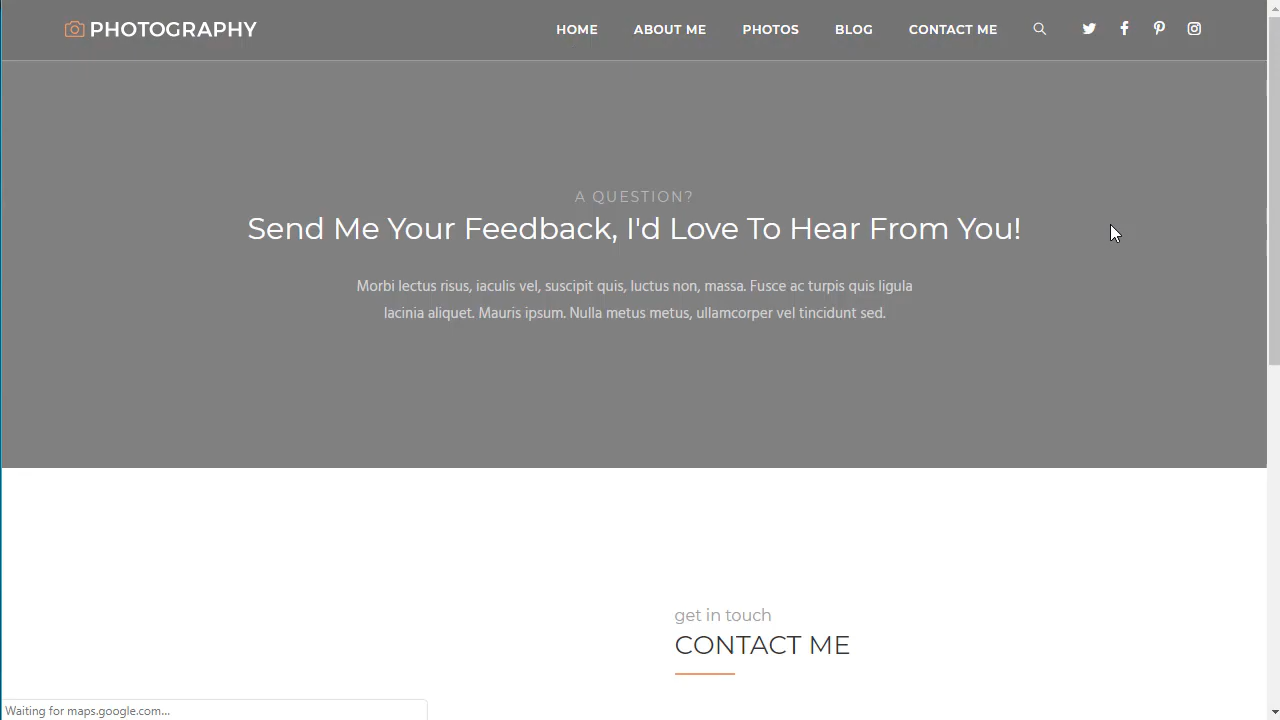 PHOTOGRAPHY
HOME ABOUT ME PHOTOS BLOG CONTACT ME
A QUESTION?
Send Me Your Feedback, I'd Love To Hear From You!
Morbi lectus risus, iaculis vel, suscipit quis, luctus non, massa. Fusce ac turpis quis ligula
lacinia aliquet. Mauris ipsum. Nulla metus metus, ullamcorper vel tincidunt sed.
get in touch
CONTACT ME
Waiting for maps.google.com...